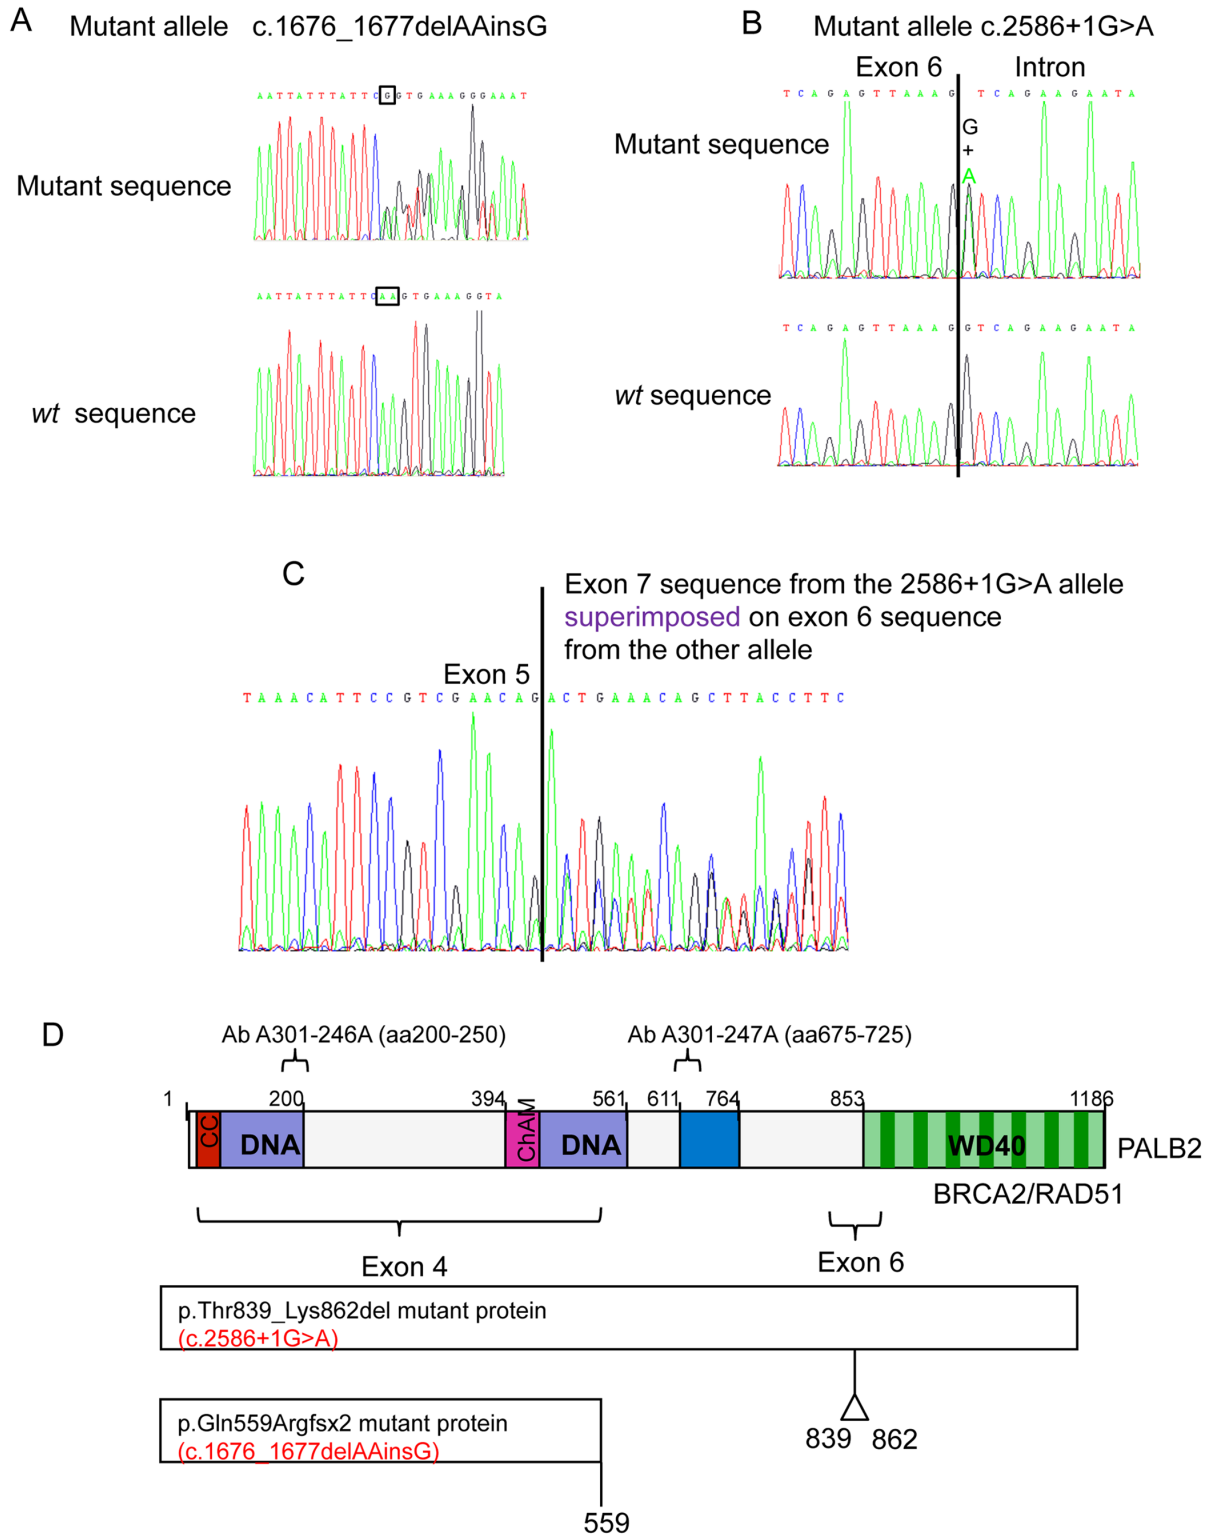 A
Mutant allele c.1676_1677delAAinsG
AATTATTTATTCGGTGAAAGGGAAAT
Mutant sequence
AATTATTTATTCAAGTGAAAGGTA
wt sequence
B
Mutant allele c.2586+1G>A
Exon 6
Intron
TCAGAGTTAAAG TCAGAAGAATA
G
+
A
Mutant sequence
TCAGAGTTAAAGGTCAGAAGAATA
wt sequence
C
Exon 7 sequence from the 2586+1G>A allele
superimposed on exon 6 sequence
from the other allele
Exon 5
TAAACATTCCGTCGAACAGACTGAAACAGCTTACCTTC
D
Ab A301-246A (aa200-250)
Ab A301-247A (aa675-725)
1
200
394
561
611
764
853
1186
CC
DNA
ChAM
DNA
WD40
PALB2
BRCA2/RAD51
Exon 4
Exon 6
p.Thr839_Lys862del mutant protein
(c.2586+1G>A)
839 862
p.Gln559Argfsx2 mutant protein
(c.1676_1677delAAinsG)
559